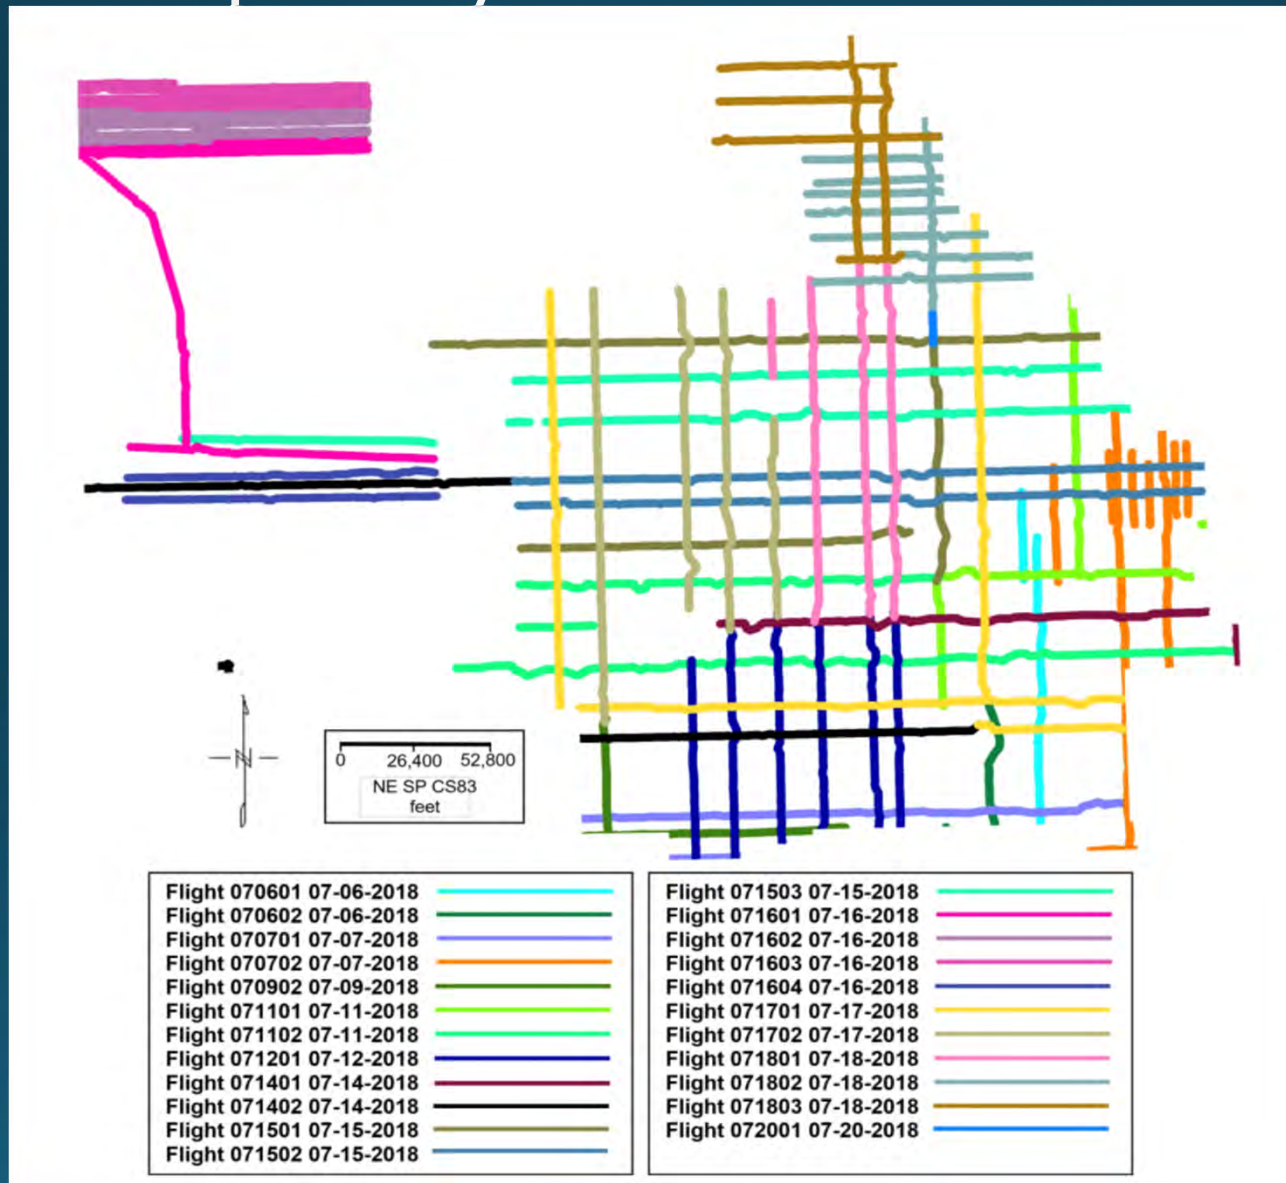 N
0 26,400 52,800
NE SP CS83
feet
Flight 070601 07-06-2018
Flight 070602 07-06-2018
Flight 070701 07-07-2018
Flight 070702 07-07-2018
Flight 070902 07-09-2018
Flight 071101 07-11-2018
Flight 071102 07-11-2018
Flight 071201 07-12-2018
Flight 071401 07-14-2018
Flight 071402 07-14-2018
Flight 071501 07-15-2018
Flight 071502 07-15-2018
Flight 071503 07-15-2018
Flight 071601 07-16-2018
Flight 071602 07-16-2018
Flight 071603 07-16-2018
Flight 071604 07-16-2018
Flight 071701 07-17-2018
Flight 071702 07-17-2018
Flight 071801 07-18-2018
Flight 071802 07-18-2018
Flight 071803 07-18-2018
Flight 072001 07-20-2018